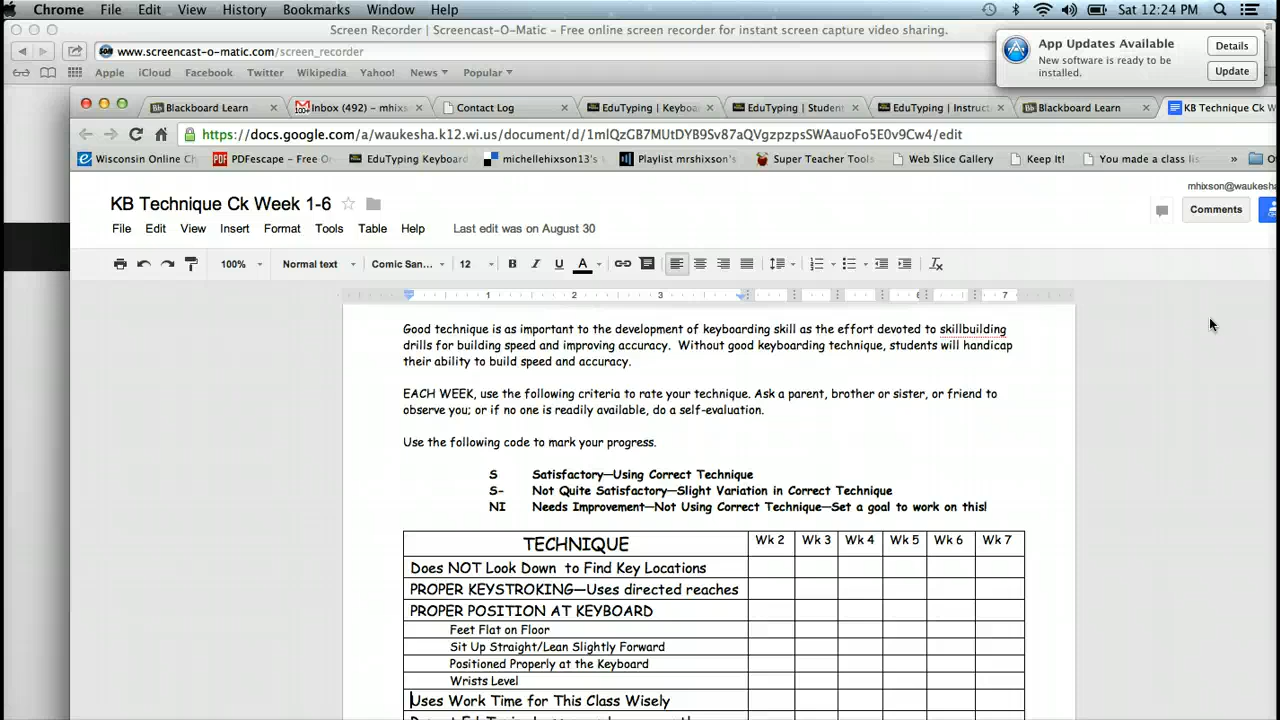 Chrome File Edit View History Bookmarks Window Help Sat 12:24 PM
Screen Recorder | Screencast-O-Matic - Free online screen recorder for instant screen capture video sharing.
www.screencast-o-matic.com/screen_recorder
Apple iCloud Facebook Twitter Wikipedia Yahoo! News Popular
App Updates Available
New software is ready to be
installed.
Details
Update
Blackboard Learn Inbox (492) – mhix Contact Log EduTyping | Keyboa EduTyping | Student EduTyping | Instruct Blackboard Learn KB Technique Ck W
https://docs.google.com/a/waukesha.k12.wi.us/document/d/1mlQzGB7MUtDYB9Sv87aQVgzpzpsSWAauoFo5E0v9Cw4/edit
Wisconsin Online Ch PDFescape - Free O EduTyping Keyboard michellehixson13's Playlist mrshixson's Super Teacher Tools Web Slice Gallery Keep It! You made a class » O
mhixson@waukesha
KB Technique Ck Week 1-6
Comments
File Edit View Insert Format Tools Table Help Last edit was on August 30
100% Normal text Comic San... 12 B I U A
1 2 3 6 7
Good technique is as important to the development of keyboarding skill as the effort devoted to skillbuilding
drills for building speed and improving accuracy. Without good keyboarding technique, students will handicap
their ability to build speed and accuracy.
EACH WEEK, use the following criteria to rate your technique. Ask a parent, brother or sister, or friend to
observe you; or if no one is readily available, do a self-evaluation.
Use the following code to mark your progress.
S Satisfactory—Using Correct Technique
S- Not Quite Satisfactory—Slight Variation in Correct Technique
NI Needs Improvement—Not Using Correct Technique—Set a goal to work on this!
TECHNIQUE Wk 2 Wk 3 Wk 4 Wk 5 Wk 6 Wk 7
Does NOT Look Down to Find Key Locations
PROPER KEYSTROKING—Uses directed reaches
PROPER POSITION AT KEYBOARD
Feet Flat on Floor
Sit Up Straight/Lean Slightly Forward
Positioned Properly at the Keyboard
Wrists Level
Uses Work Time for This Class Wisely